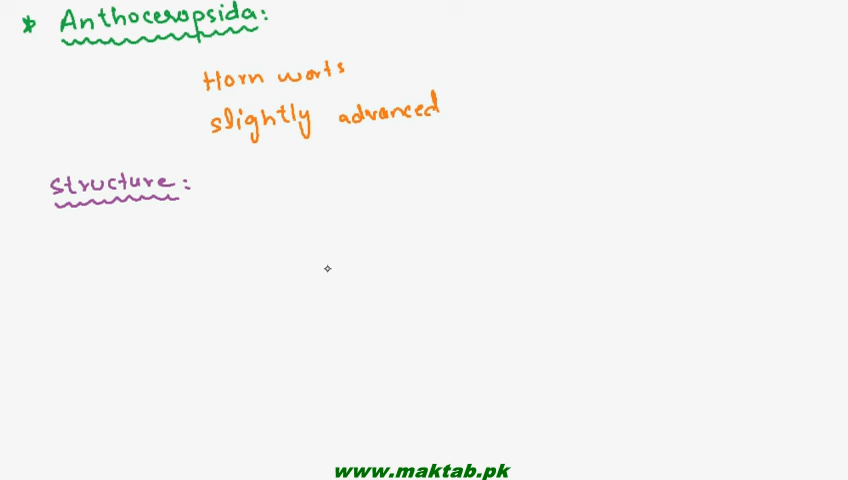 * Anthoceropsida:
Horn worts
slightly advanced
Structure:
www.maktab.pk